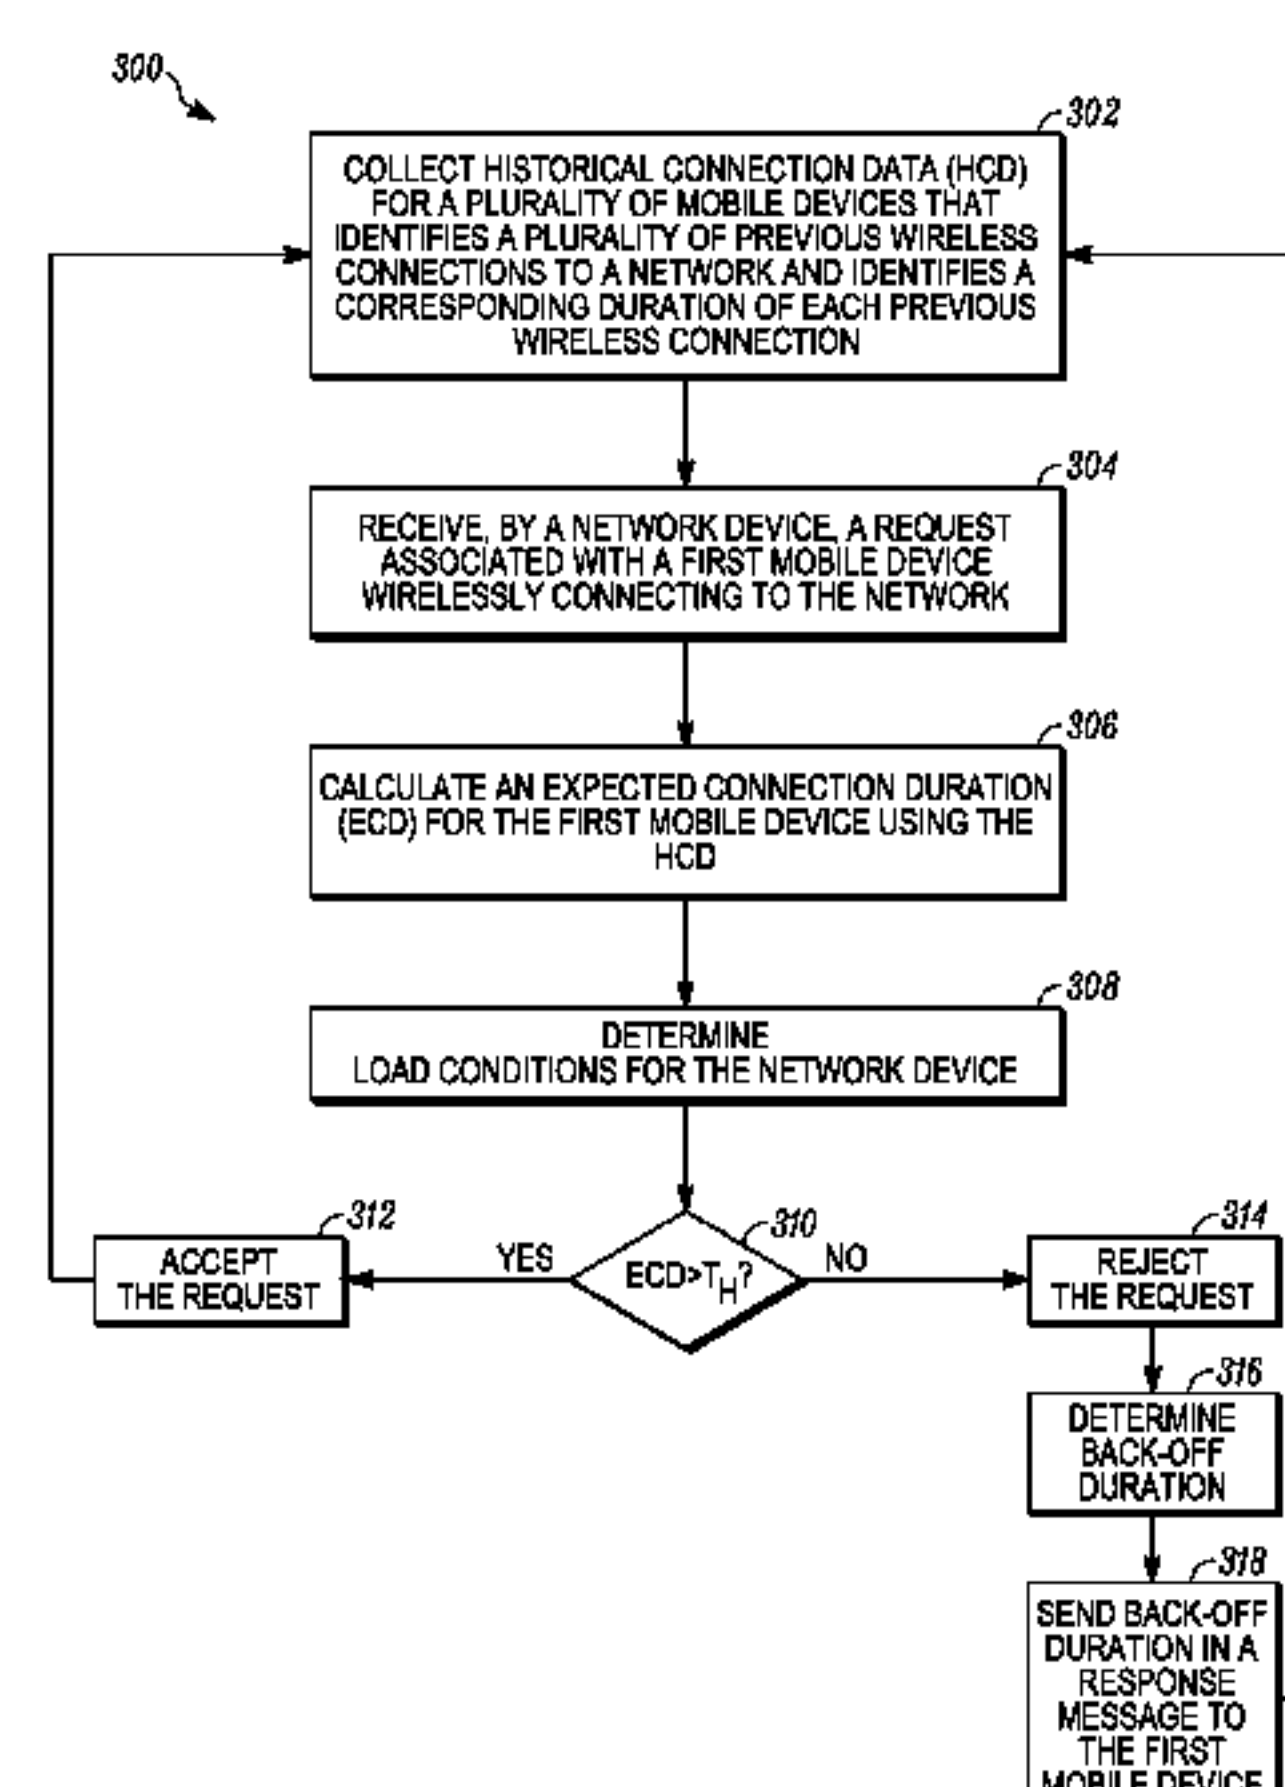 300
302
COLLECT HISTORICAL CONNECTION DATA (HCD)
FOR A PLURALITY OF MOBILE DEVICES THAT
IDENTIFIES A PLURALITY OF PREVIOUS WIRELESS
CONNECTIONS TO A NETWORK AND IDENTIFIES A
CORRESPONDING DURATION OF EACH PREVIOUS
WIRELESS CONNECTION
304
RECEIVE, BY A NETWORK DEVICE, A REQUEST
ASSOCIATED WITH A FIRST MOBILE DEVICE
WIRELESSLY CONNECTING TO THE NETWORK
306
CALCULATE AN EXPECTED CONNECTION DURATION
(ECD) FOR THE FIRST MOBILE DEVICE USING THE
HCD
308
DETERMINE
LOAD CONDITIONS FOR THE NETWORK DEVICE
310
ECD>TH?
YES
NO
312
ACCEPT
THE REQUEST
314
REJECT
THE REQUEST
316
DETERMINE
BACK-OFF
DURATION
318
SEND BACK-OFF
DURATION IN A
RESPONSE
MESSAGE TO
THE FIRST
MOBILE DEVICE